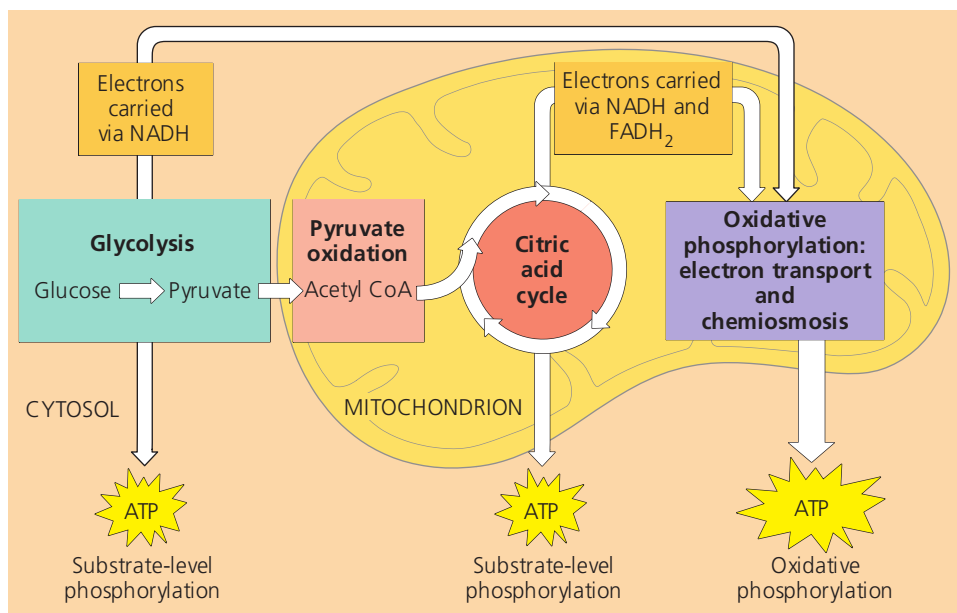 Electrons
carried
via NADH
Electrons carried
via NADH and
FADH₂
Glycolysis
Glucose
Pyruvate
Pyruvate
oxidation
Acetyl CoA
Citric
acid
cycle
Oxidative
phosphorylation:
electron transport
and
chemiosmosis
CYTOSOL
MITOCHONDRION
ATP
ATP
ATP
Substrate-level
phosphorylation
Substrate-level
phosphorylation
Oxidative
phosphorylation